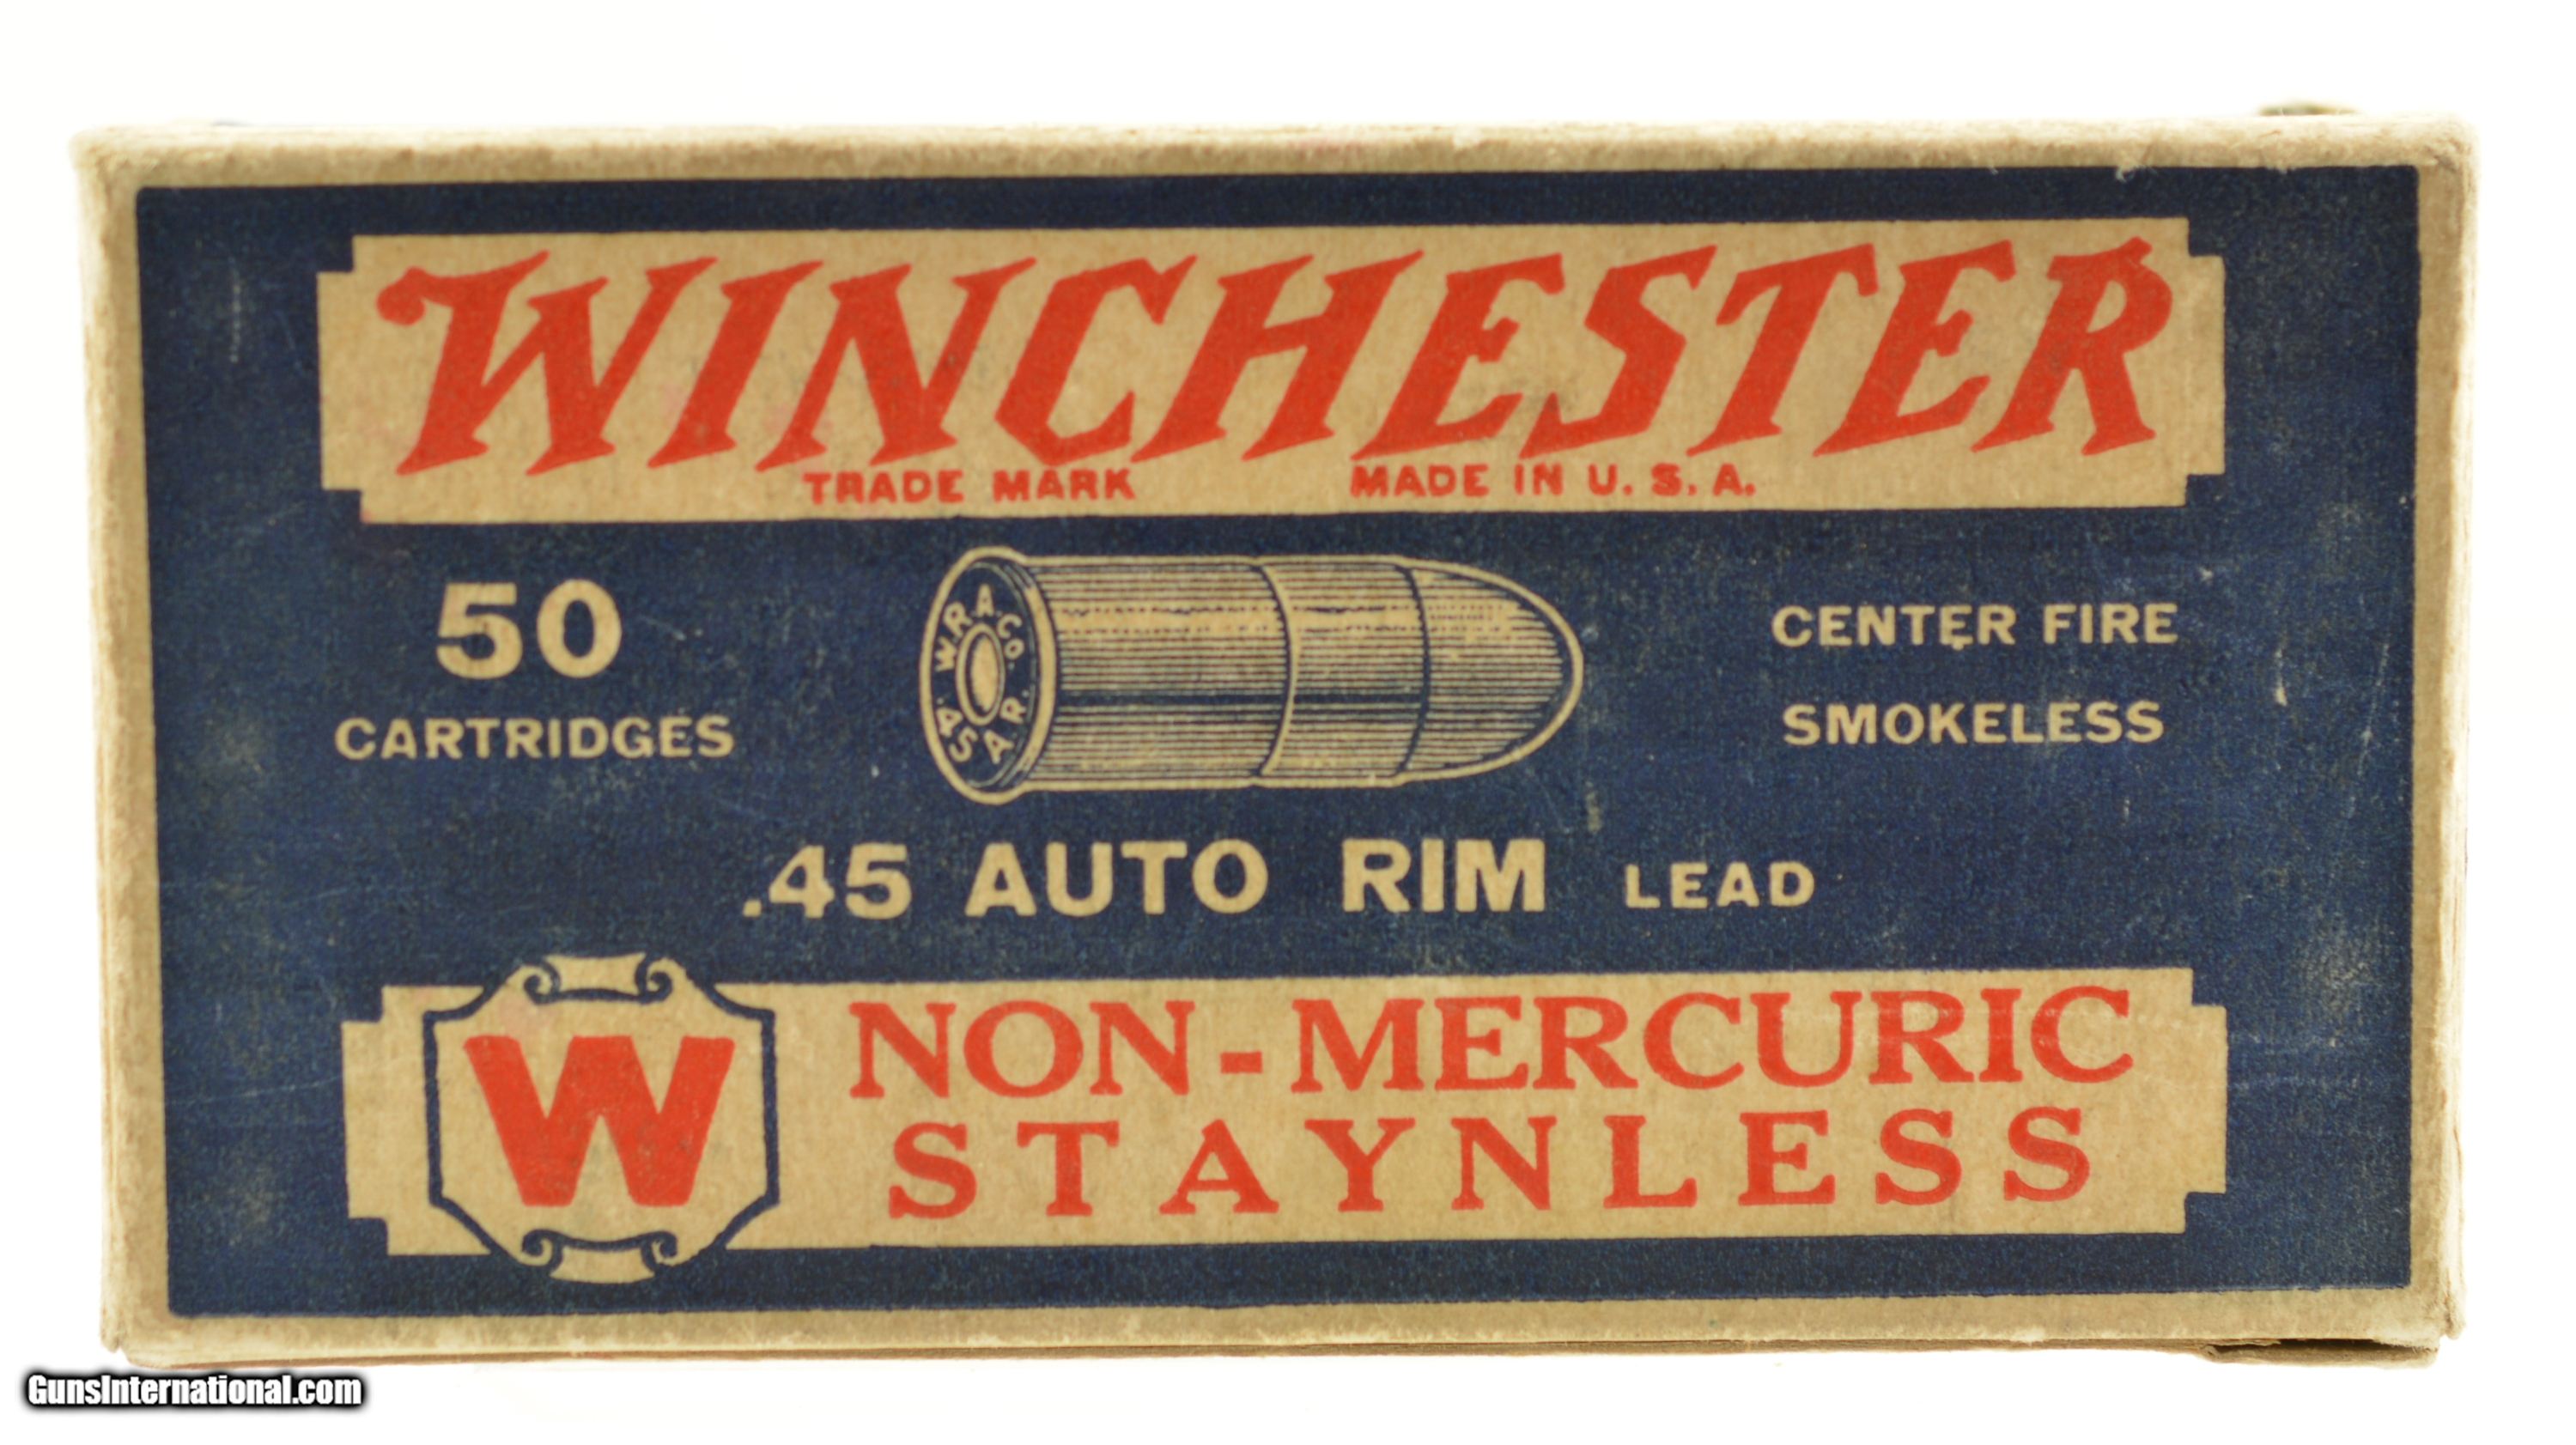 WINCHESTER
TRADE MARK MADE IN U. S. A.
50
CARTRIDGES
W.R.A.CO.
.45 A.R.
CENTER FIRE
SMOKELESS
.45 AUTO RIM LEAD
W
NON-MERCURIC
STAYNLESS
GunsInternational.com